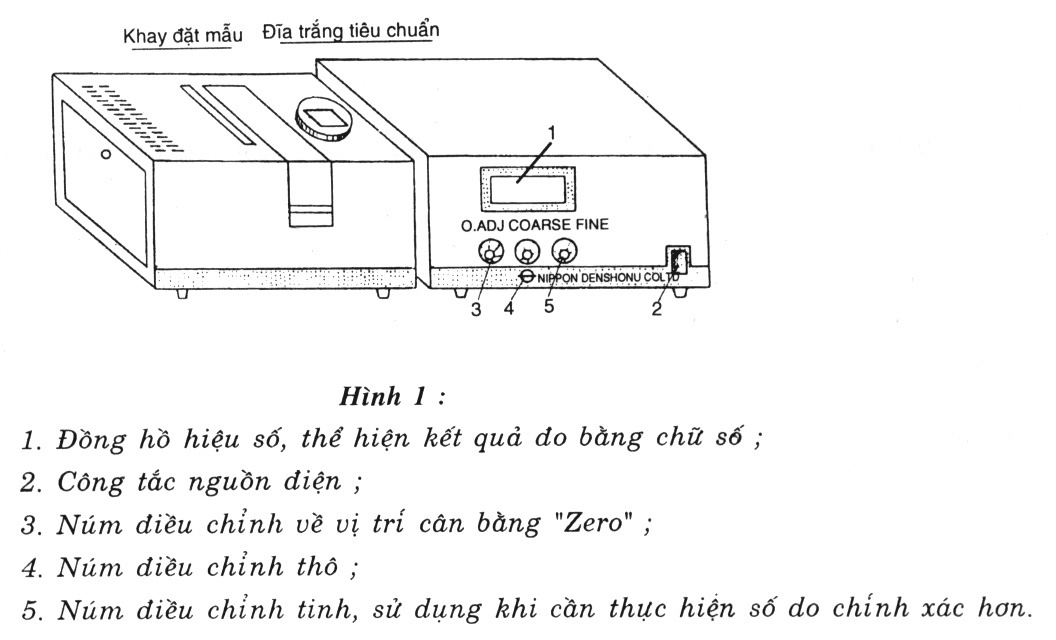 Khay đặt mẫu Đĩa trắng tiêu chuẩn
1
O.ADJ COARSE FINE
NIPPON DENSHONU COLTD
3 4 5 2
Hình 1 :
1. Đồng hồ hiệu số, thể hiện kết quả đo bằng chữ số ;
2. Công tắc nguồn điện ;
3. Núm điều chỉnh về vị trí cân bằng "Zero" ;
4. Núm điều chỉnh thô ;
5. Núm điều chỉnh tinh, sử dụng khi cần thực hiện số đo chính xác hơn.